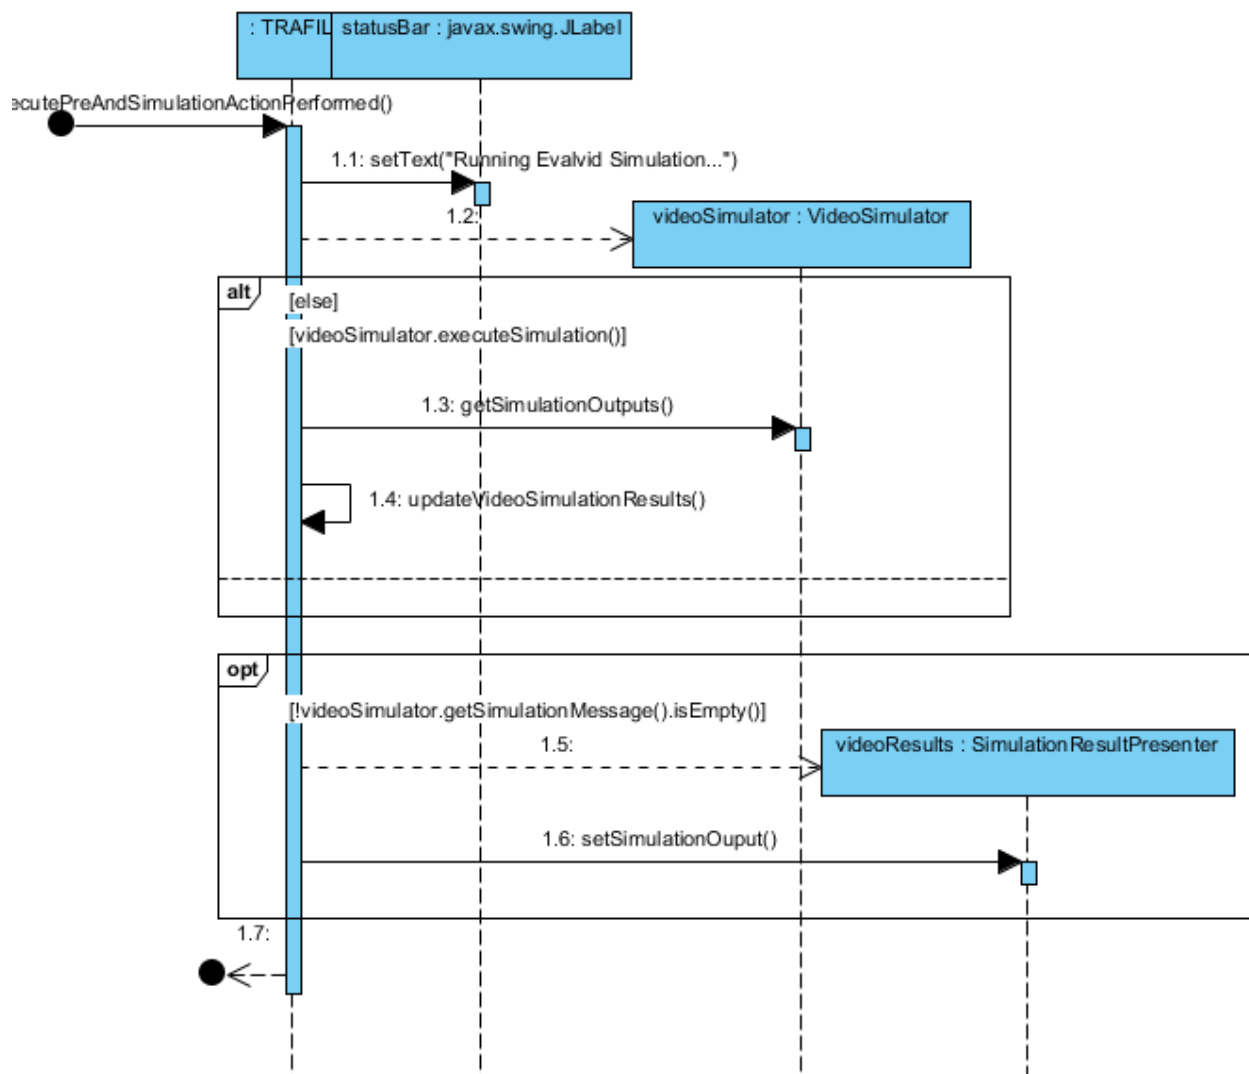 : TRAFIL
statusBar : javax.swing.JLabel
ecutePreAndSimulationActionPerformed()
1.1: setText("Running Evalvid Simulation...")
1.2:
videoSimulator : VideoSimulator
alt
[else]
[videoSimulator.executeSimulation()]
1.3: getSimulationOutputs()
1.4: updateVideoSimulationResults()
opt
[!videoSimulator.getSimulationMessage().isEmpty()]
1.5:
videoResults : SimulationResultPresenter
1.6: setSimulationOuput()
1.7: